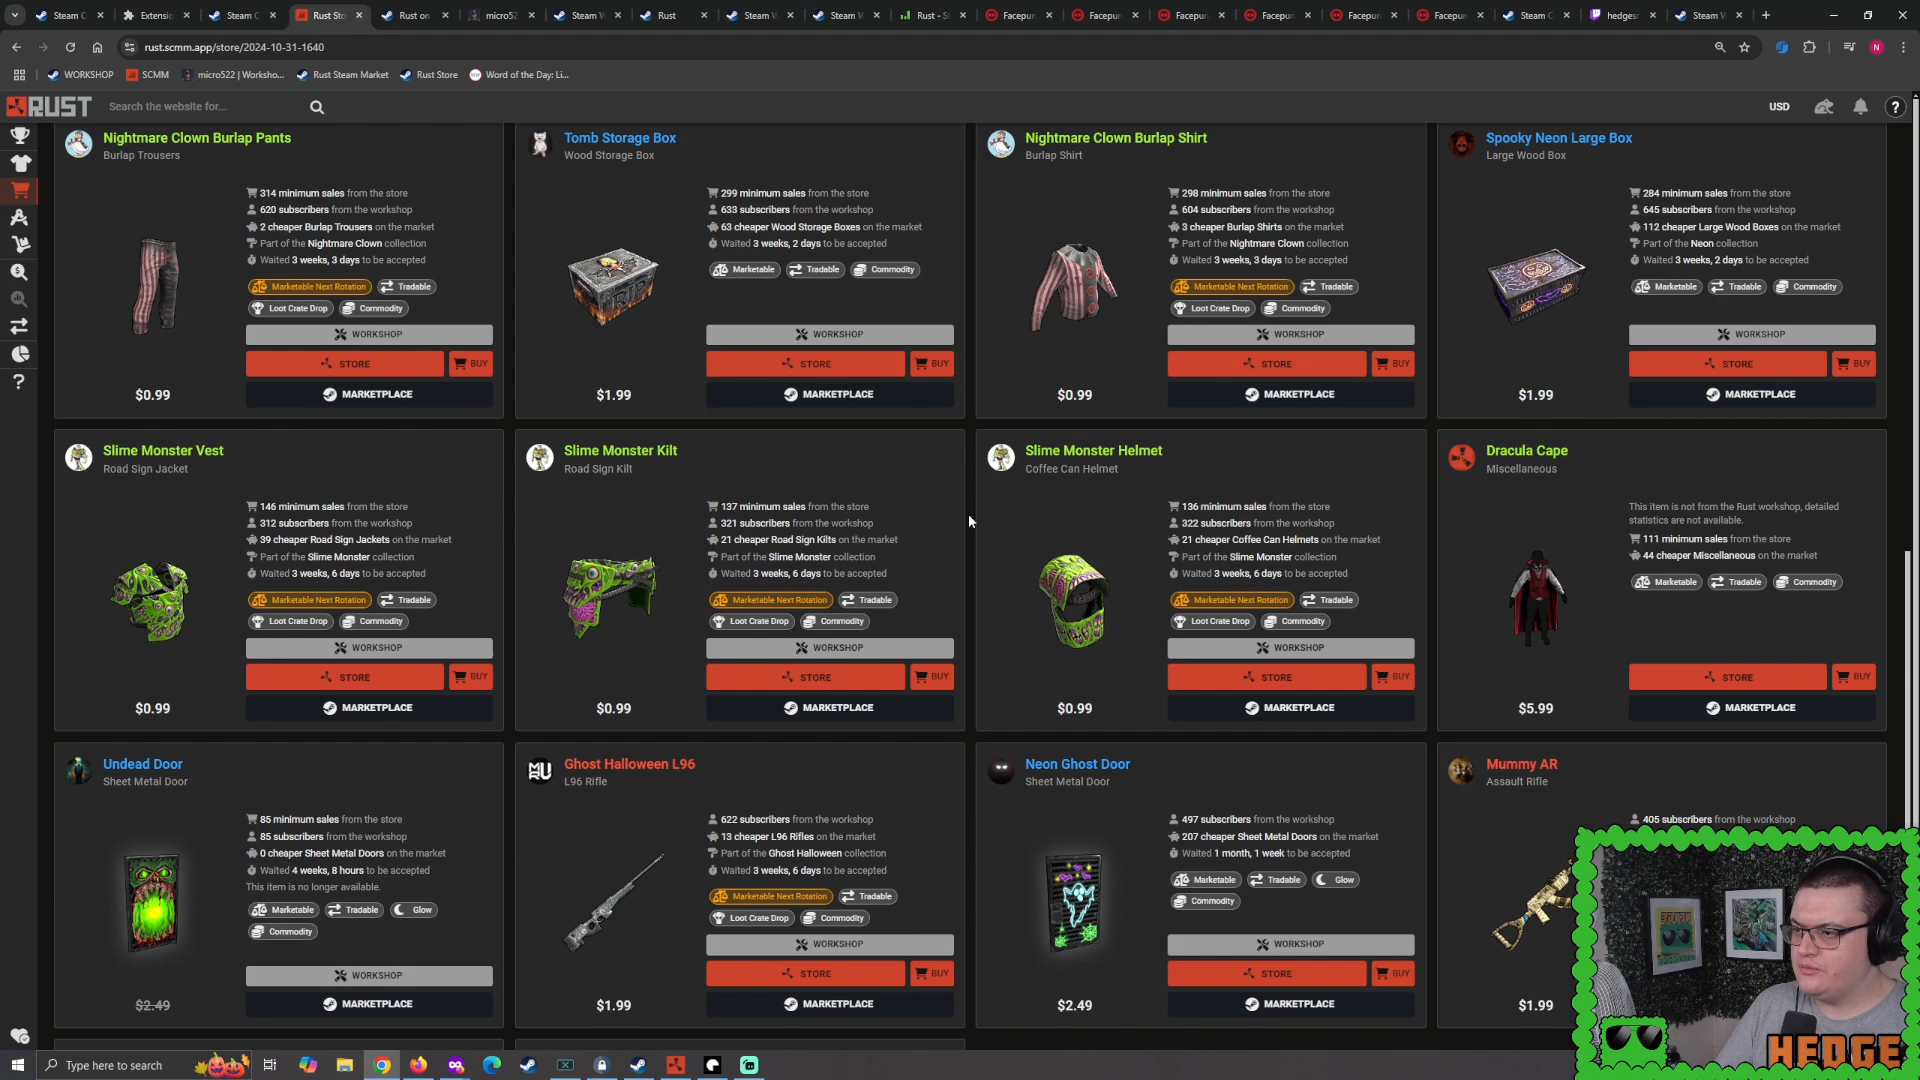 Steam C
Extensio
Steam C
Rust Sto
Rust on
micro52
Steam W
Rust
Steam W
Steam W
Rust - S
Facepun
Facepun
Facepun
Facepun
Facepun
Facepun
Steam C
hedges
Steam W
rust.scmm.app/store/2024-10-31-1640
N
WORKSHOP
SCMM
micro522 | Worksho...
Rust Steam Market
Rust Store
Word of the Day: Li...
RUST
Search the website for...
USD
?
Nightmare Clown Burlap Pants
Burlap Trousers
314 minimum sales from the store
620 subscribers from the workshop
2 cheaper Burlap Trousers on the market
Part of the Nightmare Clown collection
Waited 3 weeks, 3 days to be accepted
Marketable Next Rotation
Tradable
Loot Crate Drop
Commodity
WORKSHOP
STORE
BUY
$0.99
MARKETPLACE
Tomb Storage Box
Wood Storage Box
299 minimum sales from the store
633 subscribers from the workshop
63 cheaper Wood Storage Boxes on the market
Waited 3 weeks, 2 days to be accepted
Marketable
Tradable
Commodity
WORKSHOP
STORE
BUY
$1.99
MARKETPLACE
Nightmare Clown Burlap Shirt
Burlap Shirt
298 minimum sales from the store
604 subscribers from the workshop
3 cheaper Burlap Shirts on the market
Part of the Nightmare Clown collection
Waited 3 weeks, 3 days to be accepted
Marketable Next Rotation
Tradable
Loot Crate Drop
Commodity
WORKSHOP
STORE
BUY
$0.99
MARKETPLACE
Spooky Neon Large Box
Large Wood Box
284 minimum sales from the store
645 subscribers from the workshop
112 cheaper Large Wood Boxes on the market
Part of the Neon collection
Waited 3 weeks, 2 days to be accepted
Marketable
Tradable
Commodity
WORKSHOP
STORE
BUY
$1.99
MARKETPLACE
Slime Monster Vest
Road Sign Jacket
146 minimum sales from the store
312 subscribers from the workshop
39 cheaper Road Sign Jackets on the market
Part of the Slime Monster collection
Waited 3 weeks, 6 days to be accepted
Marketable Next Rotation
Tradable
Loot Crate Drop
Commodity
WORKSHOP
STORE
BUY
$0.99
MARKETPLACE
Slime Monster Kilt
Road Sign Kilt
137 minimum sales from the store
321 subscribers from the workshop
21 cheaper Road Sign Kilts on the market
Part of the Slime Monster collection
Waited 3 weeks, 6 days to be accepted
Marketable Next Rotation
Tradable
Loot Crate Drop
Commodity
WORKSHOP
STORE
BUY
$0.99
MARKETPLACE
Slime Monster Helmet
Coffee Can Helmet
136 minimum sales from the store
322 subscribers from the workshop
21 cheaper Coffee Can Helmets on the market
Part of the Slime Monster collection
Waited 3 weeks, 6 days to be accepted
Marketable Next Rotation
Tradable
Loot Crate Drop
Commodity
WORKSHOP
STORE
BUY
$0.99
MARKETPLACE
Dracula Cape
Miscellaneous
This item is not from the Rust workshop, detailed
statistics are not available.
111 minimum sales from the store
44 cheaper Miscellaneous on the market
Marketable
Tradable
Commodity
STORE
BUY
$5.99
MARKETPLACE
Undead Door
Sheet Metal Door
85 minimum sales from the store
85 subscribers from the workshop
0 cheaper Sheet Metal Doors on the market
Waited 4 weeks, 8 hours to be accepted
This item is no longer available.
Marketable
Tradable
Glow
Commodity
WORKSHOP
$2.49
MARKETPLACE
Ghost Halloween L96
L96 Rifle
622 subscribers from the workshop
13 cheaper L96 Rifles on the market
Part of the Ghost Halloween collection
Waited 3 weeks, 6 days to be accepted
Marketable Next Rotation
Tradable
Loot Crate Drop
Commodity
WORKSHOP
STORE
BUY
$1.99
MARKETPLACE
Neon Ghost Door
Sheet Metal Door
497 subscribers from the workshop
207 cheaper Sheet Metal Doors on the market
Waited 1 month, 1 week to be accepted
Marketable
Tradable
Glow
Commodity
WORKSHOP
STORE
BUY
$2.49
MARKETPLACE
Mummy AR
Assault Rifle
405 subscribers from the workshop
$1.99
HEDGE
Type here to search